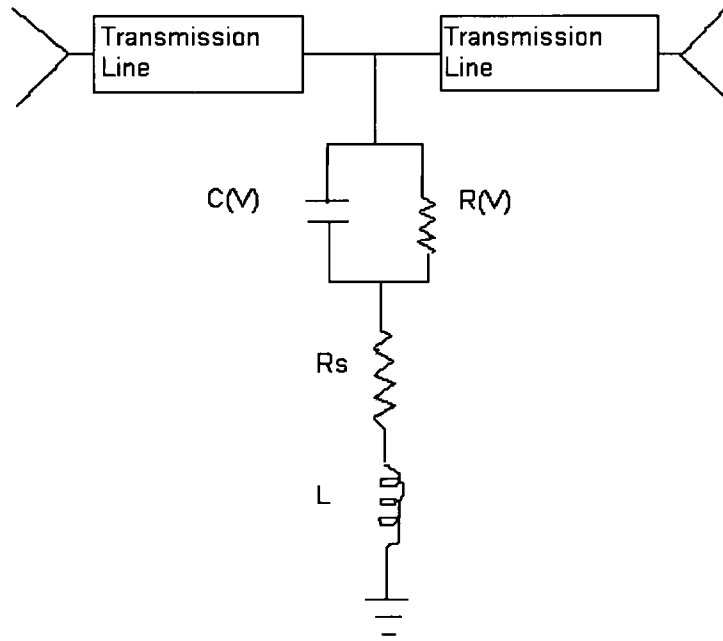 Transmission
Line
Transmission
Line
C(V)
R(V)
Rs
L